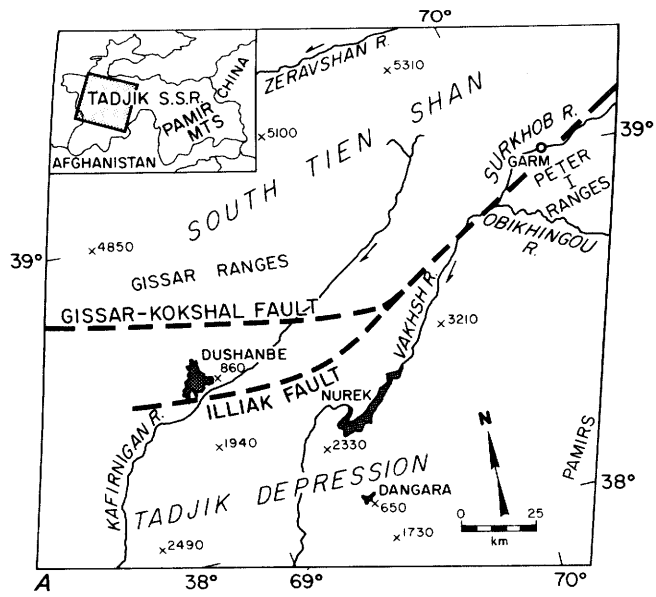 70°
ZERAVSHAN R.
×5310
CHINA
TADJIK S.S.R.
PAMIR
MTS
AFGHANISTAN
×5100
SOUTH TIEN SHAN
SURKHOB R.
39°
GARM
PETER
I
RANGES
OBIKHINGOU
R.
×4850
39°
GISSAR RANGES
GISSAR-KOKSHAL FAULT
VAKHSH R.
×3210
DUSHANBE
×860
ILLIAK FAULT
NUREK
KAFIRNIGAN R.
×1940
×2330
N
PAMIRS
TADJIK DEPRESSION
38°
DANGARA
×650
0 25
km
×1730
×2490
A
38°
69°
70°